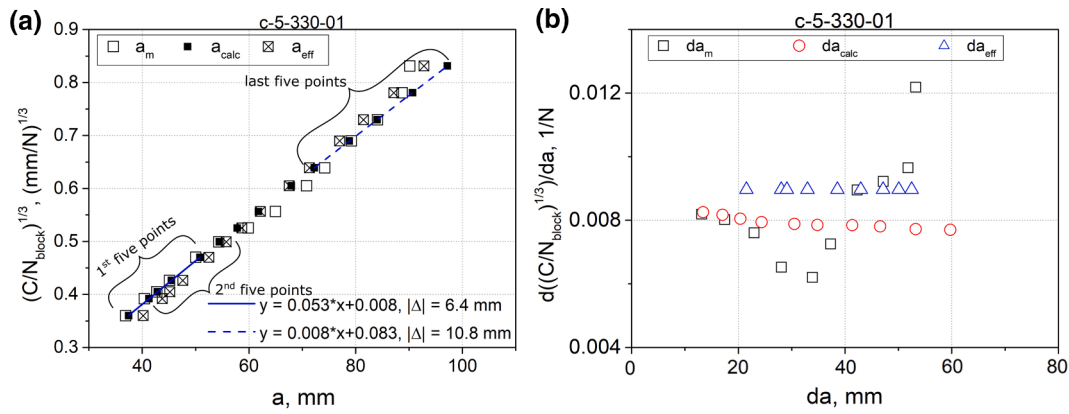 (a)
c-5-330-01
a_m a_calc a_eff
0.9
0.8
0.7
0.6
0.5
0.4
0.3
(C/N_block)^1/3, (mm/N)^1/3
last five points
1st five points
2nd five points
y = 0.053*x+0.008, |Δ| = 6.4 mm
y = 0.008*x+0.083, |Δ| = 10.8 mm
20 40 60 80 100
a, mm
(b)
c-5-330-01
da_m da_calc da_eff
0.012
0.008
0.004
d((C/N_block)^1/3)/da, 1/N
0 20 40 60 80
da, mm